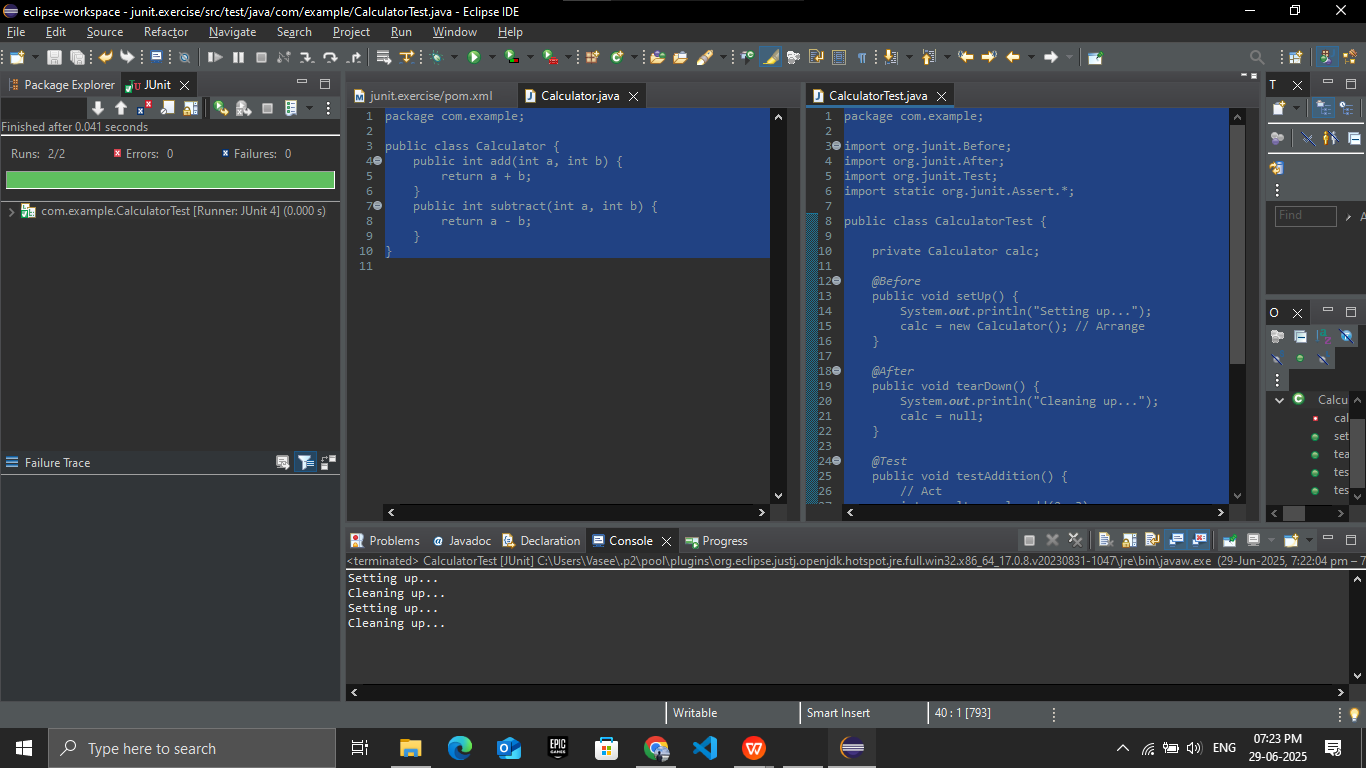 eclipse-workspace - junit.exercise/src/test/java/com/example/CalculatorTest.java - Eclipse IDE
File Edit Source Refactor Navigate Search Project Run Window Help
Package Explorer JUnit
Finished after 0.041 seconds
Runs: 2/2 Errors: 0 Failures: 0
com.example.CalculatorTest [Runner: JUnit 4] (0.000 s)
Failure Trace
junit.exercise/pom.xml Calculator.java
1 package com.example;
2
3 public class Calculator {
4 public int add(int a, int b) {
5 return a + b;
6 }
7 public int subtract(int a, int b) {
8 return a - b;
9 }
10 }
11
CalculatorTest.java
1 package com.example;
2
3 import org.junit.Before;
4 import org.junit.After;
5 import org.junit.Test;
6 import static org.junit.Assert.*;
7
8 public class CalculatorTest {
9
10 private Calculator calc;
11
12 @Before
13 public void setUp() {
14 System.out.println("Setting up...");
15 calc = new Calculator(); // Arrange
16 }
17
18 @After
19 public void tearDown() {
20 System.out.println("Cleaning up...");
21 calc = null;
22 }
23
24 @Test
25 public void testAddition() {
26 // Act
T
Find
A
O
Calcu
cal
set
tea
tes
tes
Problems Javadoc Declaration Console Progress
<terminated> CalculatorTest [JUnit] C:\Users\Vasee\.p2\pool\plugins\org.eclipse.justj.openjdk.hotspot.jre.full.win32.x86_64_17.0.8.v20230831-1047\jre\bin\javaw.exe (29-Jun-2025, 7:22:04 pm – 7
Setting up...
Cleaning up...
Setting up...
Cleaning up...
Writable Smart Insert 40 : 1 [793]
Type here to search
EPIC GAMES
ENG
07:23 PM
29-06-2025